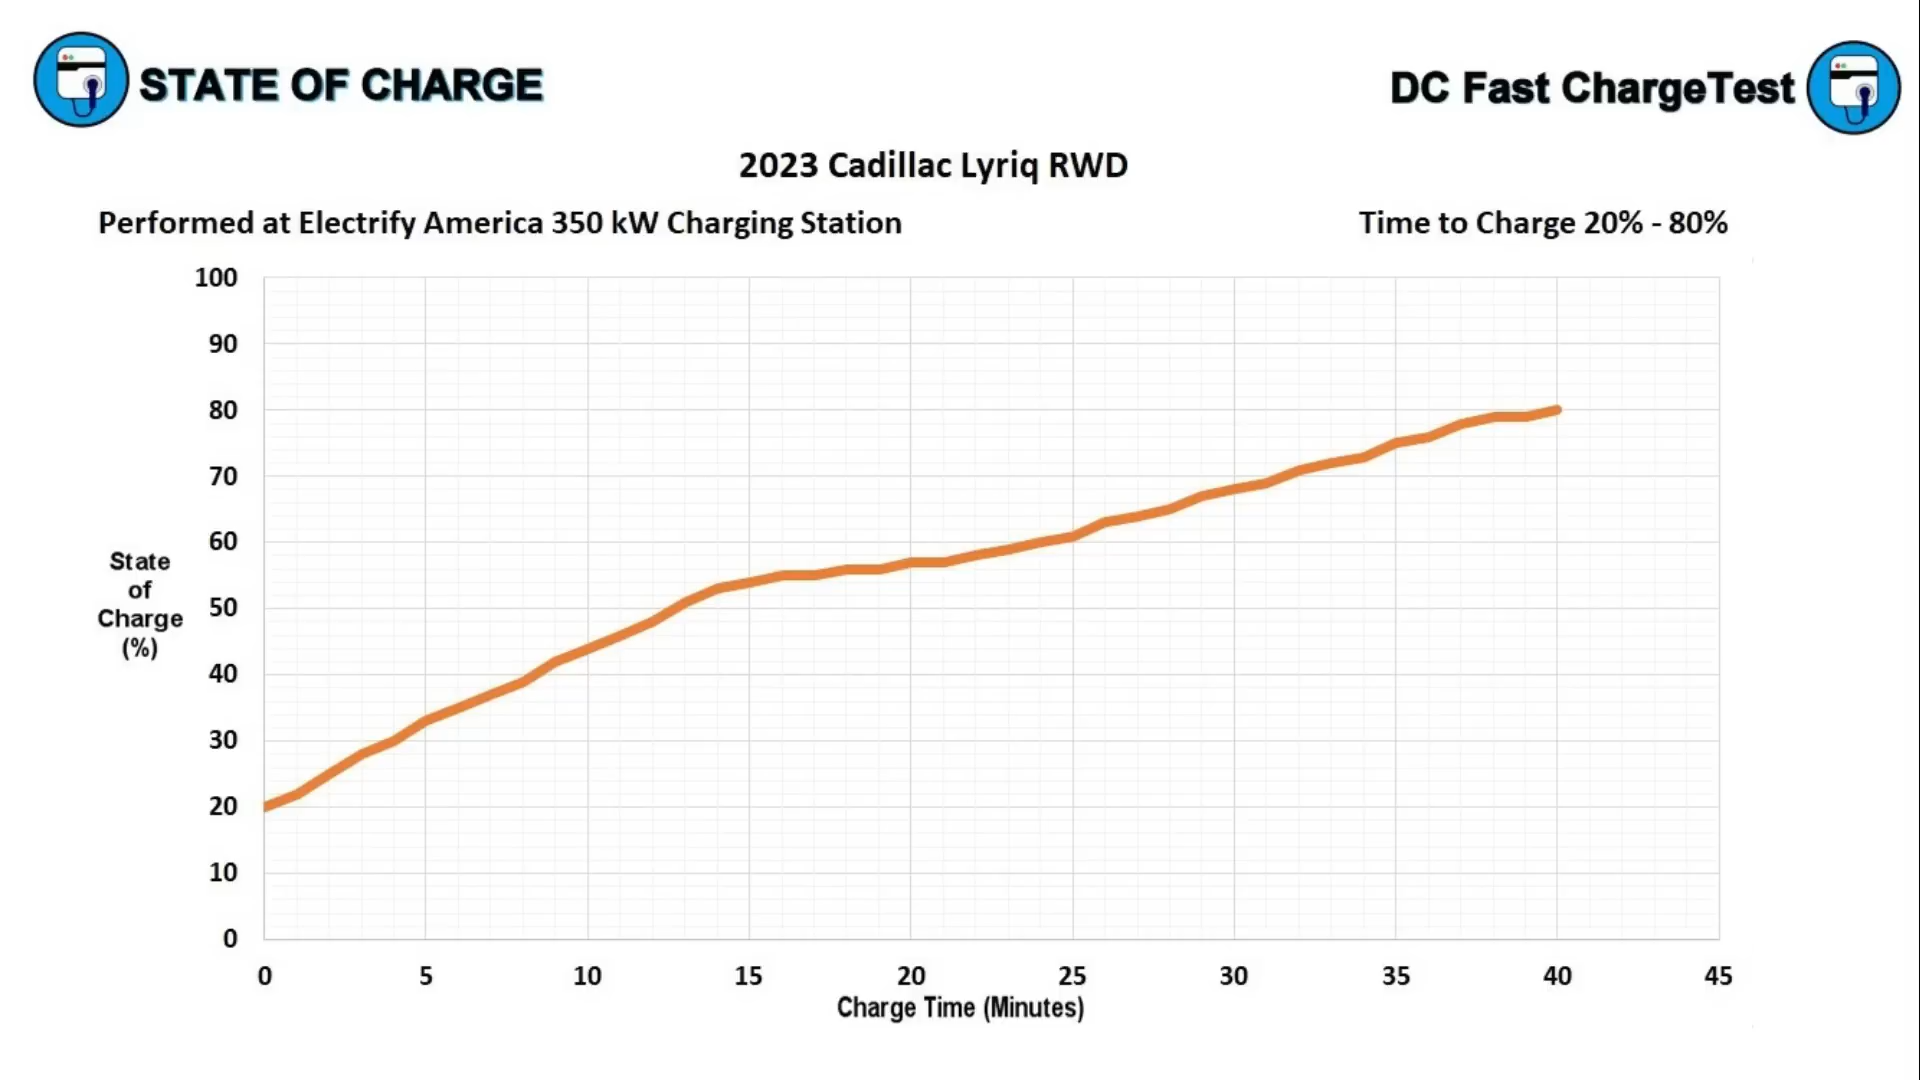 STATE OF CHARGE
DC Fast ChargeTest
2023 Cadillac Lyriq RWD
Performed at Electrify America 350 kW Charging Station
Time to Charge 20% - 80%
100
90
80
70
60
50
40
30
20
10
0
State
of
Charge
(%)
0 5 10 15 20 25 30 35 40 45
Charge Time (Minutes)